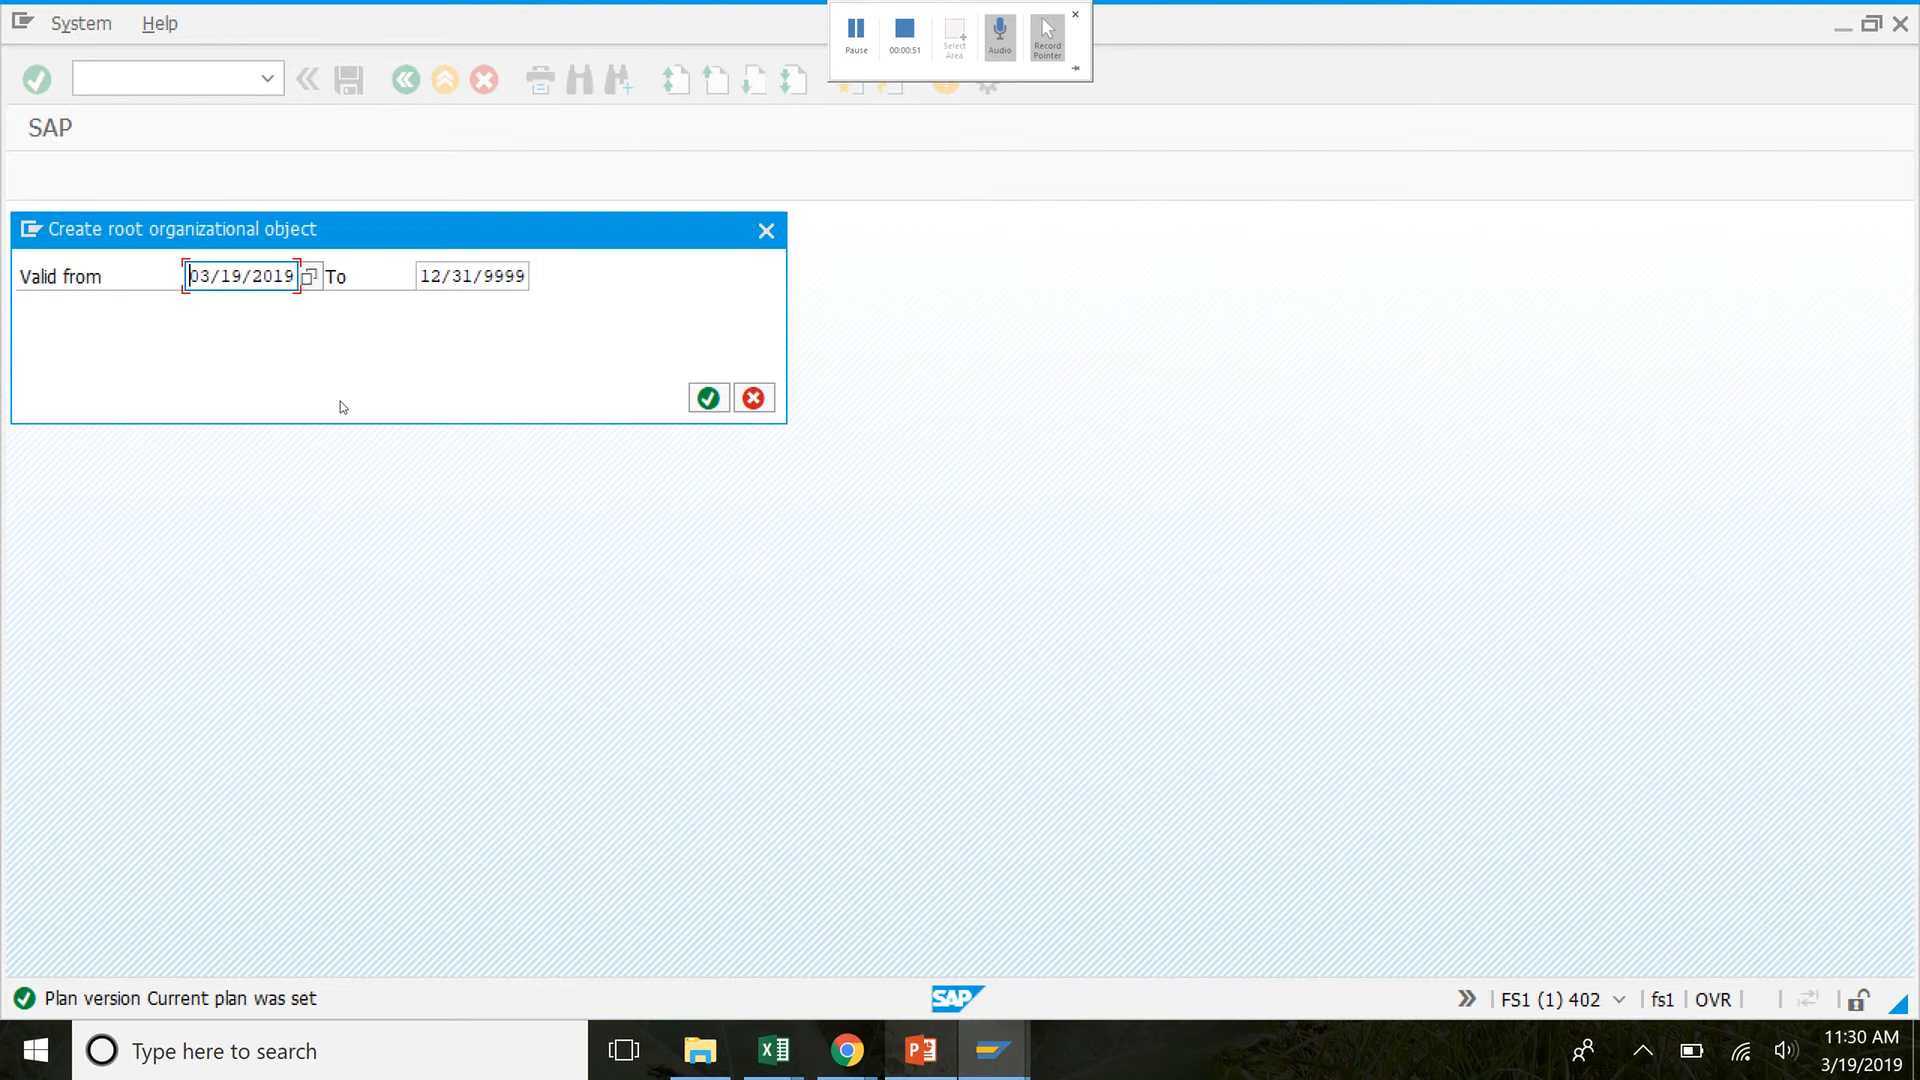 System Help
Pause
00:00:51
Select
Area
Audio
Record
Pointer
SAP
Create root organizational object
Valid from 03/19/2019 To 12/31/9999
Plan version Current plan was set
SAP
FS1 (1) 402 fs1 OVR
Type here to search
11:30 AM
3/19/2019